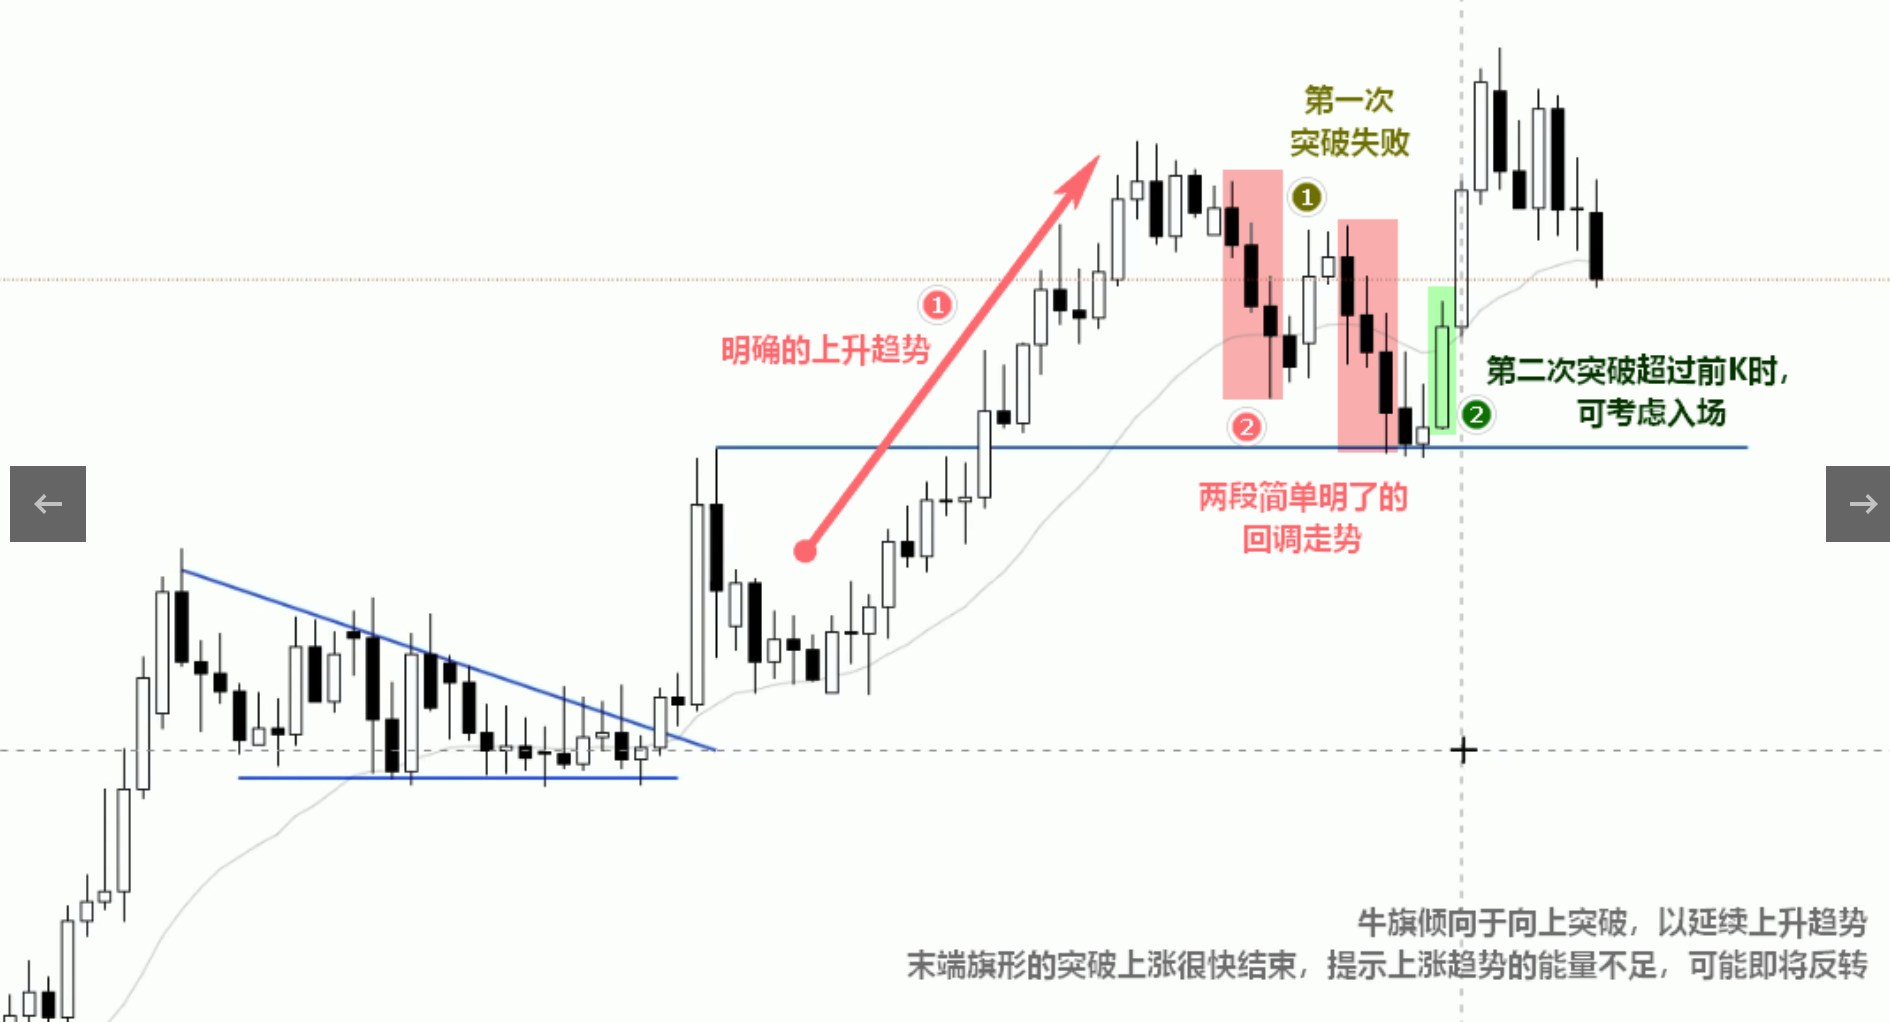 第一次
突破失败
1
1
明确的上升趋势
第二次突破超过前K时,
可考虑入场
2
2
两段简单明了的
回调走势
牛旗倾向于向上突破，以延续上升趋势
末端旗形的突破上涨很快结束，提示上涨趋势的能量不足，可能即将反转